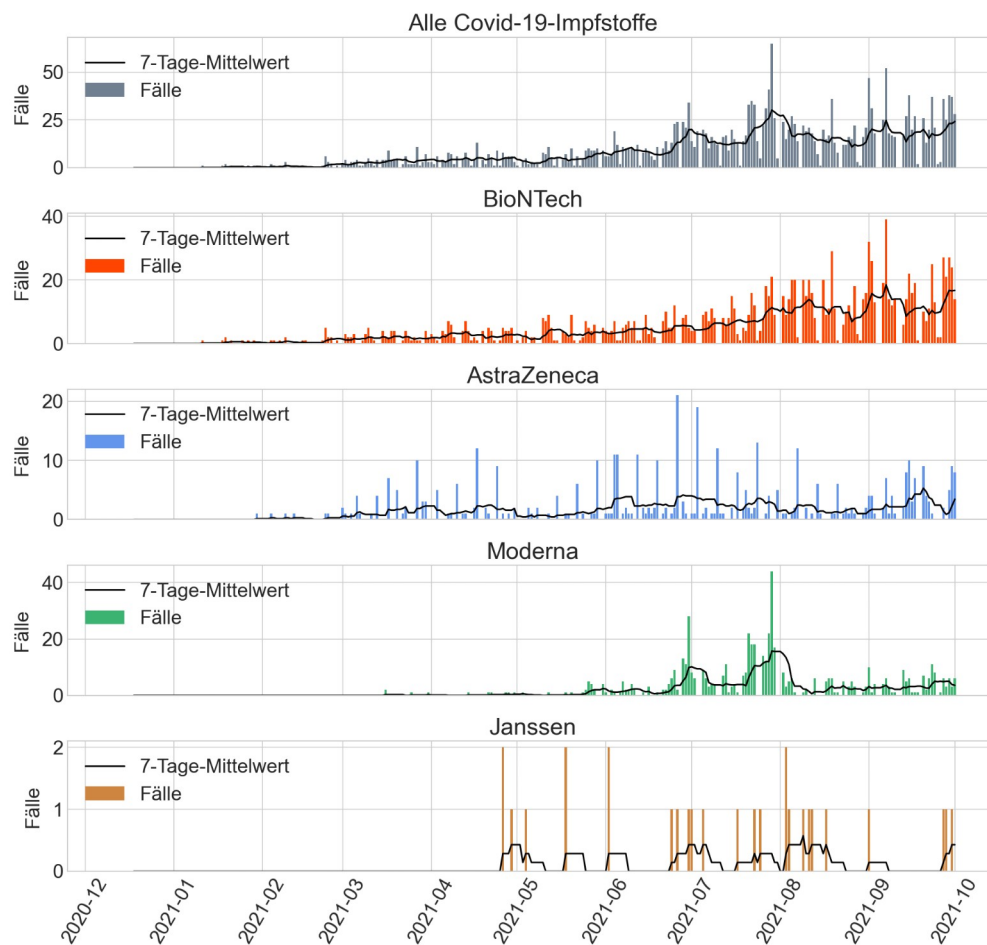 Alle Covid-19-Impfstoffe
Fälle
50
25
0
7-Tage-Mittelwert
Fälle
BioNTech
Fälle
40
20
0
7-Tage-Mittelwert
Fälle
AstraZeneca
Fälle
20
10
0
7-Tage-Mittelwert
Fälle
Moderna
Fälle
40
20
0
7-Tage-Mittelwert
Fälle
Janssen
Fälle
2
1
0
7-Tage-Mittelwert
Fälle
2020-12
2021-01
2021-02
2021-03
2021-04
2021-05
2021-06
2021-07
2021-08
2021-09
2021-10